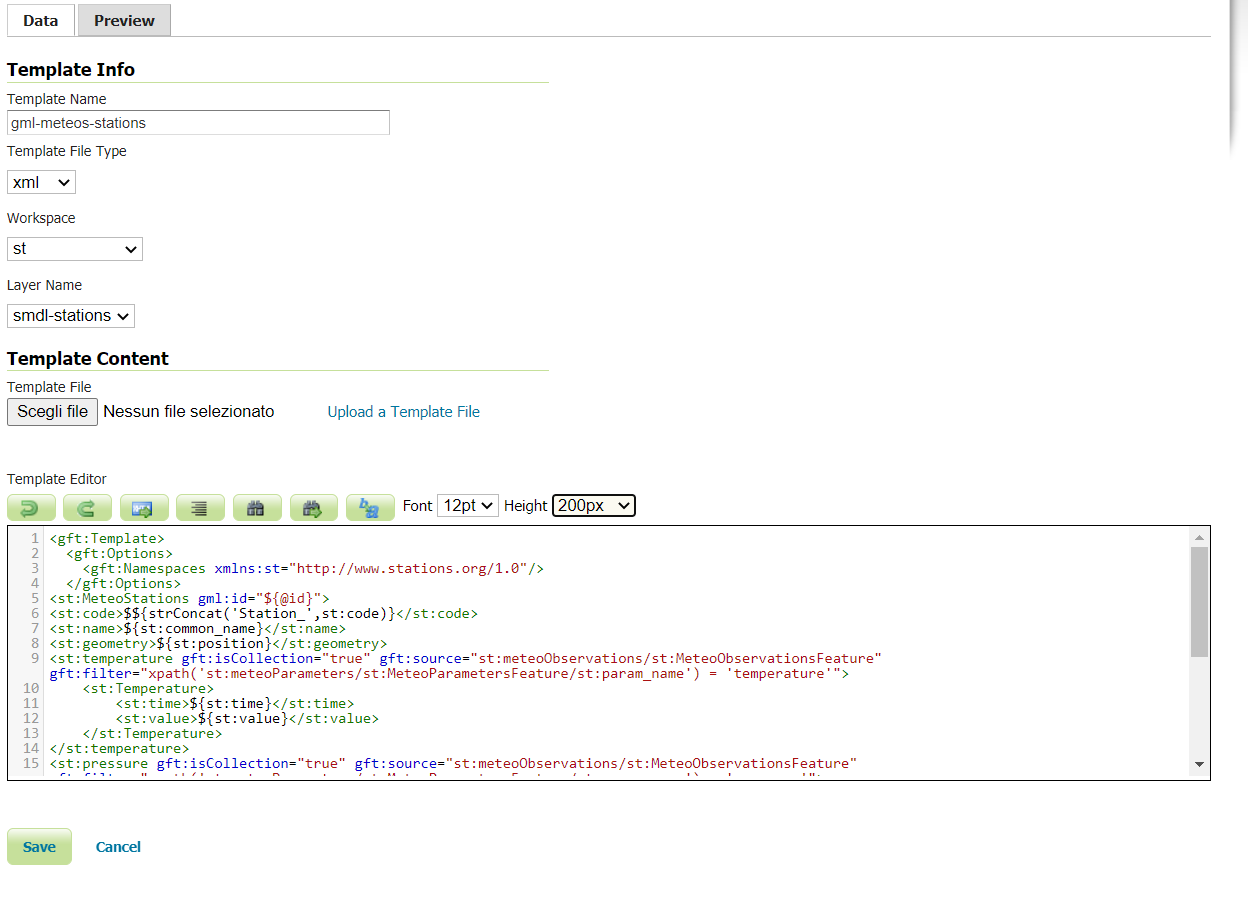 Data Preview
Template Info
Template Name
gml-meteos-stations
Template File Type
xml
Workspace
st
Layer Name
smdl-stations
Template Content
Template File
Scegli file Nessun file selezionato Upload a Template File
Template Editor
Font 12pt Height 200px
1 <gft:Template>
2 <gft:Options>
3 <gft:Namespaces xmlns:st="http://www.stations.org/1.0"/>
4 </gft:Options>
5 <st:MeteoStations gml:id="${@id}">
6 <st:code>$${strConcat('Station_',st:code)}</st:code>
7 <st:name>${st:common_name}</st:name>
8 <st:geometry>${st:position}</st:geometry>
9 <st:temperature gft:isCollection="true" gft:source="st:meteoObservations/st:MeteoObservationsFeature"
gft:filter="xpath('st:meteoParameters/st:MeteoParametersFeature/st:param_name') = 'temperature'">
10 <st:Temperature>
11 <st:time>${st:time}</st:time>
12 <st:value>${st:value}</st:value>
13 </st:Temperature>
14 </st:temperature>
15 <st:pressure gft:isCollection="true" gft:source="st:meteoObservations/st:MeteoObservationsFeature"
Save Cancel